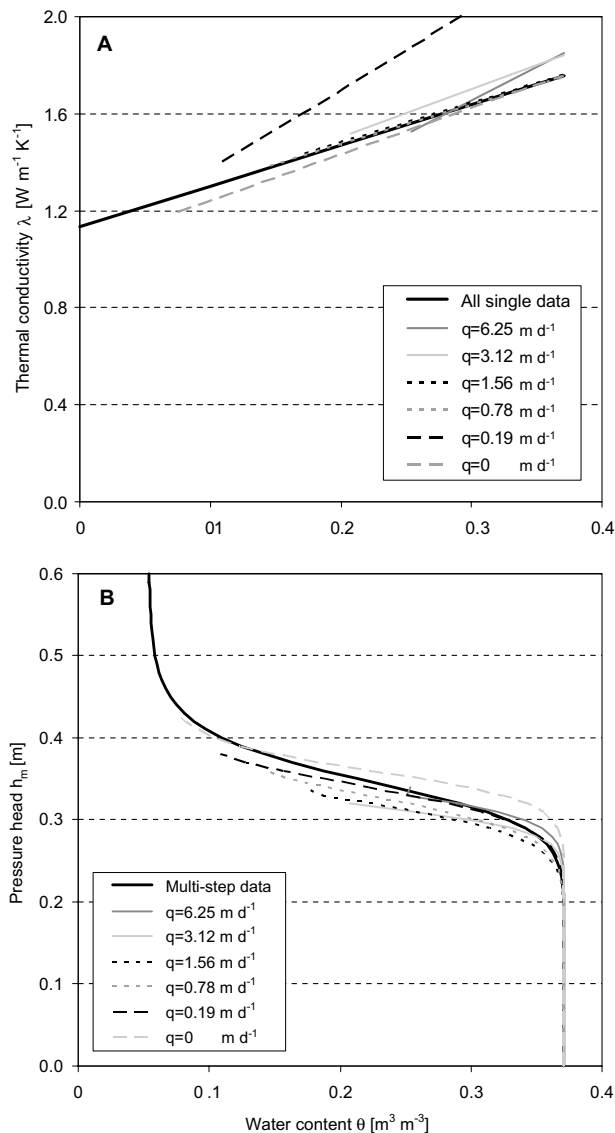 A
2.0
1.6
1.2
0.8
0.4
0.0
Thermal conductivity λ [W m⁻¹ K⁻¹]
All single data
q=6.25 m d⁻¹
q=3.12 m d⁻¹
q=1.56 m d⁻¹
q=0.78 m d⁻¹
q=0.19 m d⁻¹
q=0 m d⁻¹
0 01 0.2 0.3 0.4
B
0.6
0.5
0.4
0.3
0.2
0.1
0.0
Pressure head hₘ [m]
Multi-step data
q=6.25 m d⁻¹
q=3.12 m d⁻¹
q=1.56 m d⁻¹
q=0.78 m d⁻¹
q=0.19 m d⁻¹
q=0 m d⁻¹
0 0.1 0.2 0.3 0.4
Water content θ [m³ m⁻³]